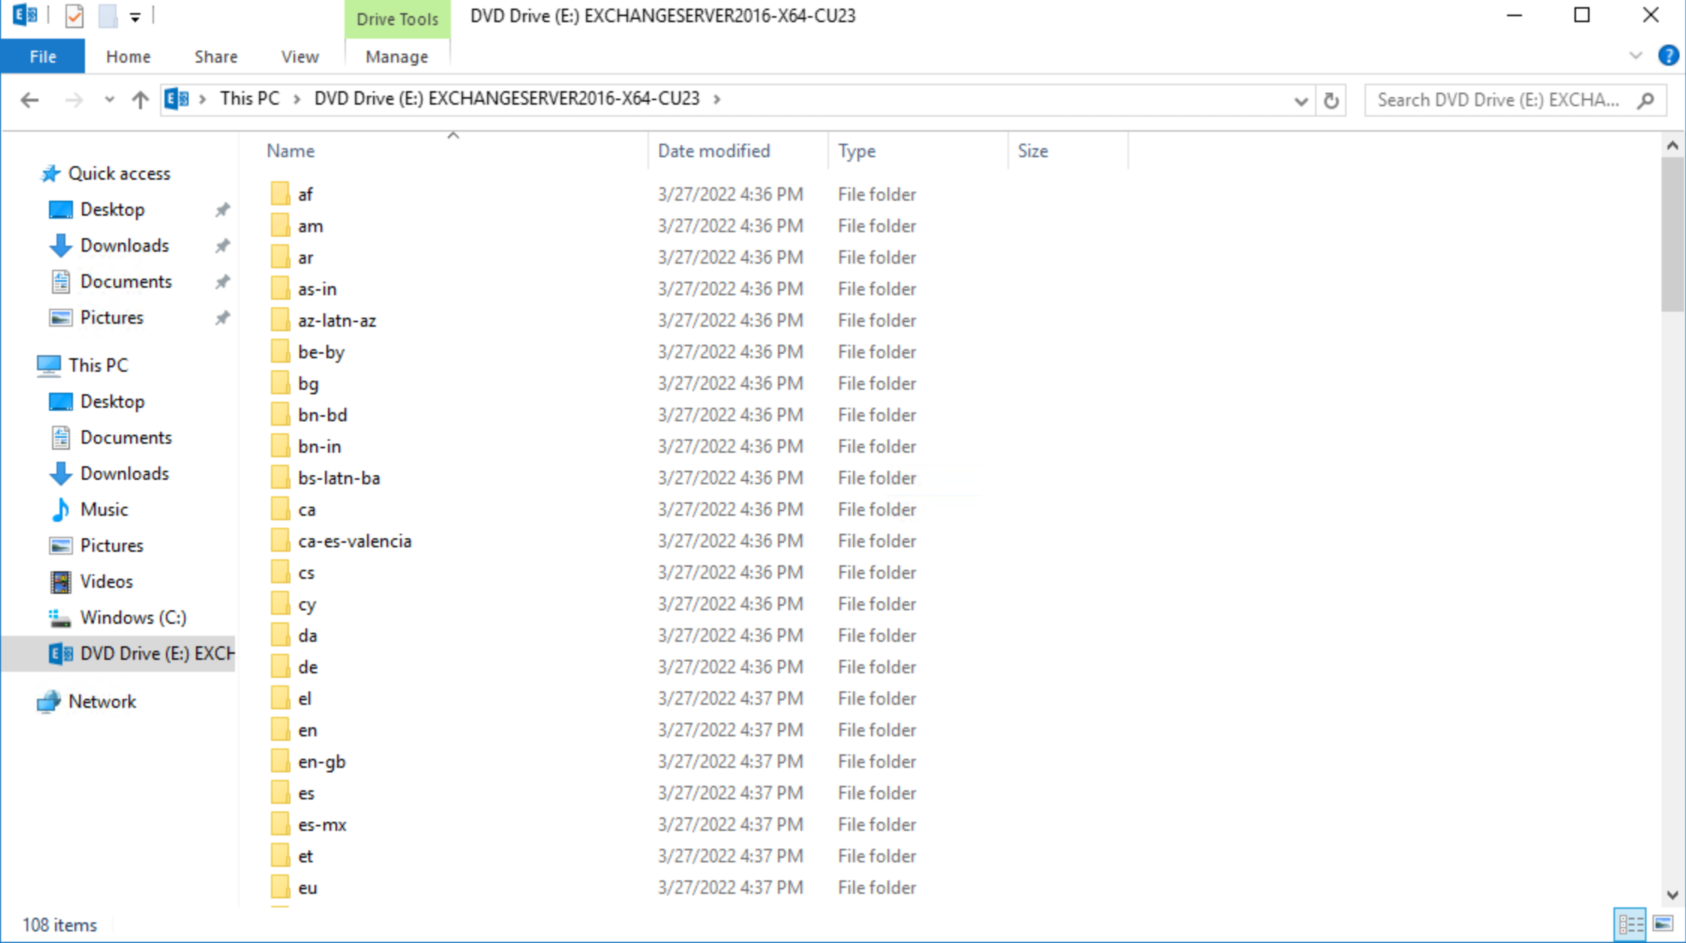 Drive Tools DVD Drive (E:) EXCHANGESERVER2016-X64-CU23
File Home Share View Manage ?
This PC DVD Drive (E:) EXCHANGESERVER2016-X64-CU23 Search DVD Drive (E:) EXCHA...
Quick access
Desktop
Downloads
Documents
Pictures
This PC
Desktop
Documents
Downloads
Music
Pictures
Videos
Windows (C:)
DVD Drive (E:) EXCH
Network
Name Date modified Type Size
af 3/27/2022 4:36 PM File folder
am 3/27/2022 4:36 PM File folder
ar 3/27/2022 4:36 PM File folder
as-in 3/27/2022 4:36 PM File folder
az-latn-az 3/27/2022 4:36 PM File folder
be-by 3/27/2022 4:36 PM File folder
bg 3/27/2022 4:36 PM File folder
bn-bd 3/27/2022 4:36 PM File folder
bn-in 3/27/2022 4:36 PM File folder
bs-latn-ba 3/27/2022 4:36 PM File folder
ca 3/27/2022 4:36 PM File folder
ca-es-valencia 3/27/2022 4:36 PM File folder
cs 3/27/2022 4:36 PM File folder
cy 3/27/2022 4:36 PM File folder
da 3/27/2022 4:36 PM File folder
de 3/27/2022 4:36 PM File folder
el 3/27/2022 4:37 PM File folder
en 3/27/2022 4:37 PM File folder
en-gb 3/27/2022 4:37 PM File folder
es 3/27/2022 4:37 PM File folder
es-mx 3/27/2022 4:37 PM File folder
et 3/27/2022 4:37 PM File folder
eu 3/27/2022 4:37 PM File folder
108 items